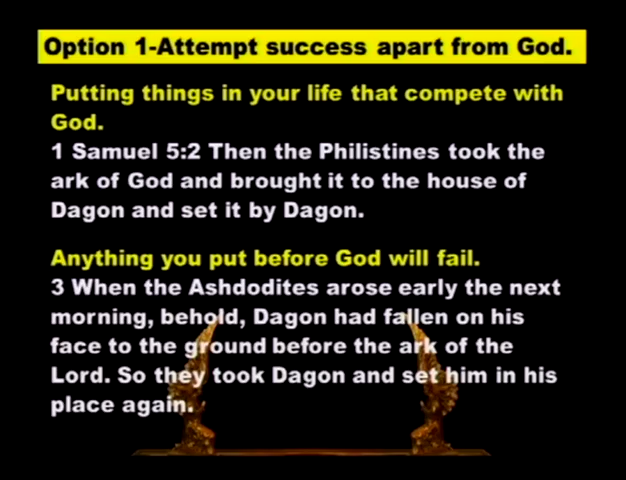 Option 1-Attempt success apart from God.
Putting things in your life that compete with
God.
1 Samuel 5:2 Then the Philistines took the
ark of God and brought it to the house of
Dagon and set it by Dagon.
Anything you put before God will fail.
3 When the Ashdodites arose early the next
morning, behold, Dagon had fallen on his
face to the ground before the ark of the
Lord. So they took Dagon and set him in his
place again.